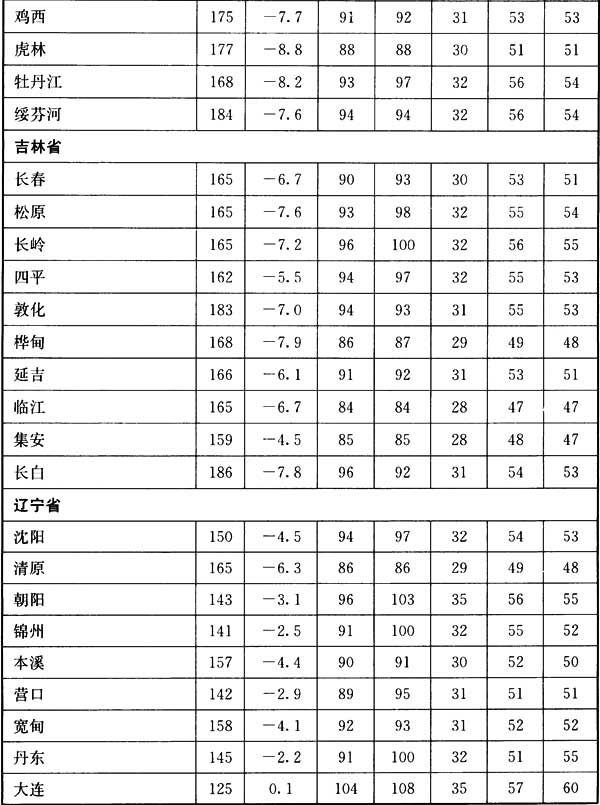 鸡西 175 －7.7 91 92 31 53 53
虎林 177 －8.8 88 88 30 51 51
牡丹江 168 －8.2 93 97 32 56 54
绥芬河 184 －7.6 94 94 32 56 54
吉林省
长春 165 －6.7 90 93 30 53 51
松原 165 －7.6 93 98 32 55 54
长岭 165 －7.2 96 100 32 56 55
四平 162 －5.5 94 97 32 55 53
敦化 183 －7.0 94 93 31 55 53
桦甸 168 －7.9 86 87 29 49 48
延吉 166 －6.1 91 92 31 53 51
临江 165 －6.7 84 84 28 47 47
集安 159 －4.5 85 85 28 48 47
长白 186 －7.8 96 92 31 54 53
辽宁省
沈阳 150 －4.5 94 97 32 54 53
清原 165 －6.3 86 86 29 49 48
朝阳 143 －3.1 96 103 35 56 55
锦州 141 －2.5 91 100 32 55 52
本溪 157 －4.4 90 91 30 52 50
营口 142 －2.9 89 95 31 51 51
宽甸 158 －4.1 92 93 31 52 52
丹东 145 －2.2 91 100 32 51 55
大连 125 0.1 104 108 35 57 60